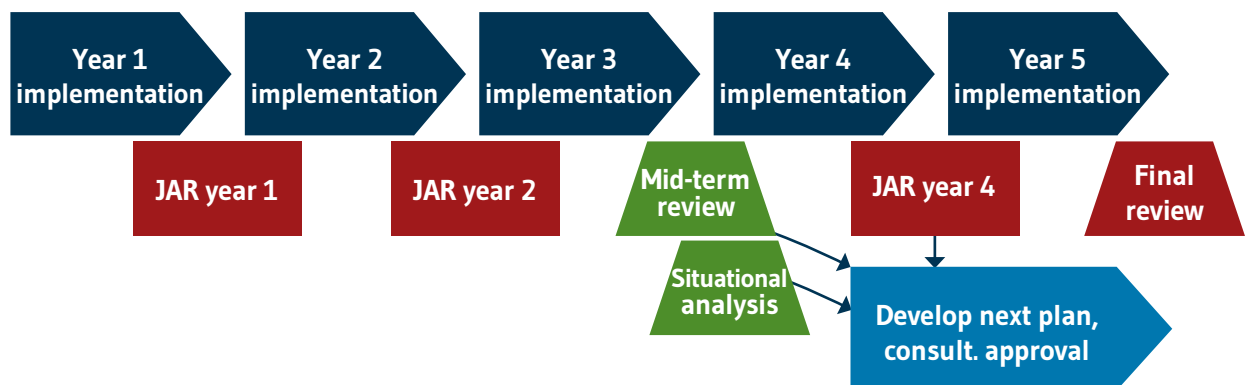 Year 1
implementation
Year 2
implementation
Year 3
implementation
Year 4
implementation
Year 5
implementation
JAR year 1
JAR year 2
Mid-term
review
JAR year 4
Final
review
Situational
analysis
Develop next plan,
consult. approval